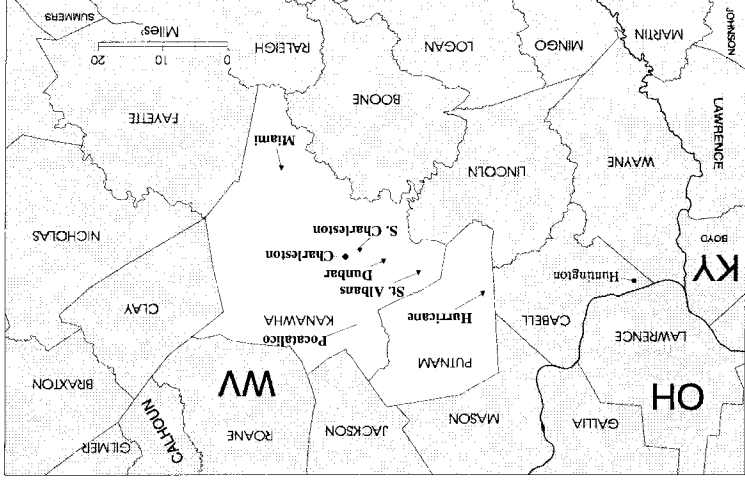 GILMER
CALHOUN
ROANE
JACKSON
GALLIA
MASON
OH
WV
BRAXTON
PUTNAM
LAWRENCE
Pocatalico
KANAWHA
CABELL
Hurricane
CLAY
St. Albans
Huntington
Dunbar
KY
Charleston
BOYD
S. Charleston
NICHOLAS
LINCOLN
WAYNE
LAWRENCE
Miami
FAYETTE
BOONE
RALEIGH
LOGAN
MINGO
MARTIN
JOHNSON
0 20
Miles
SUMMERS